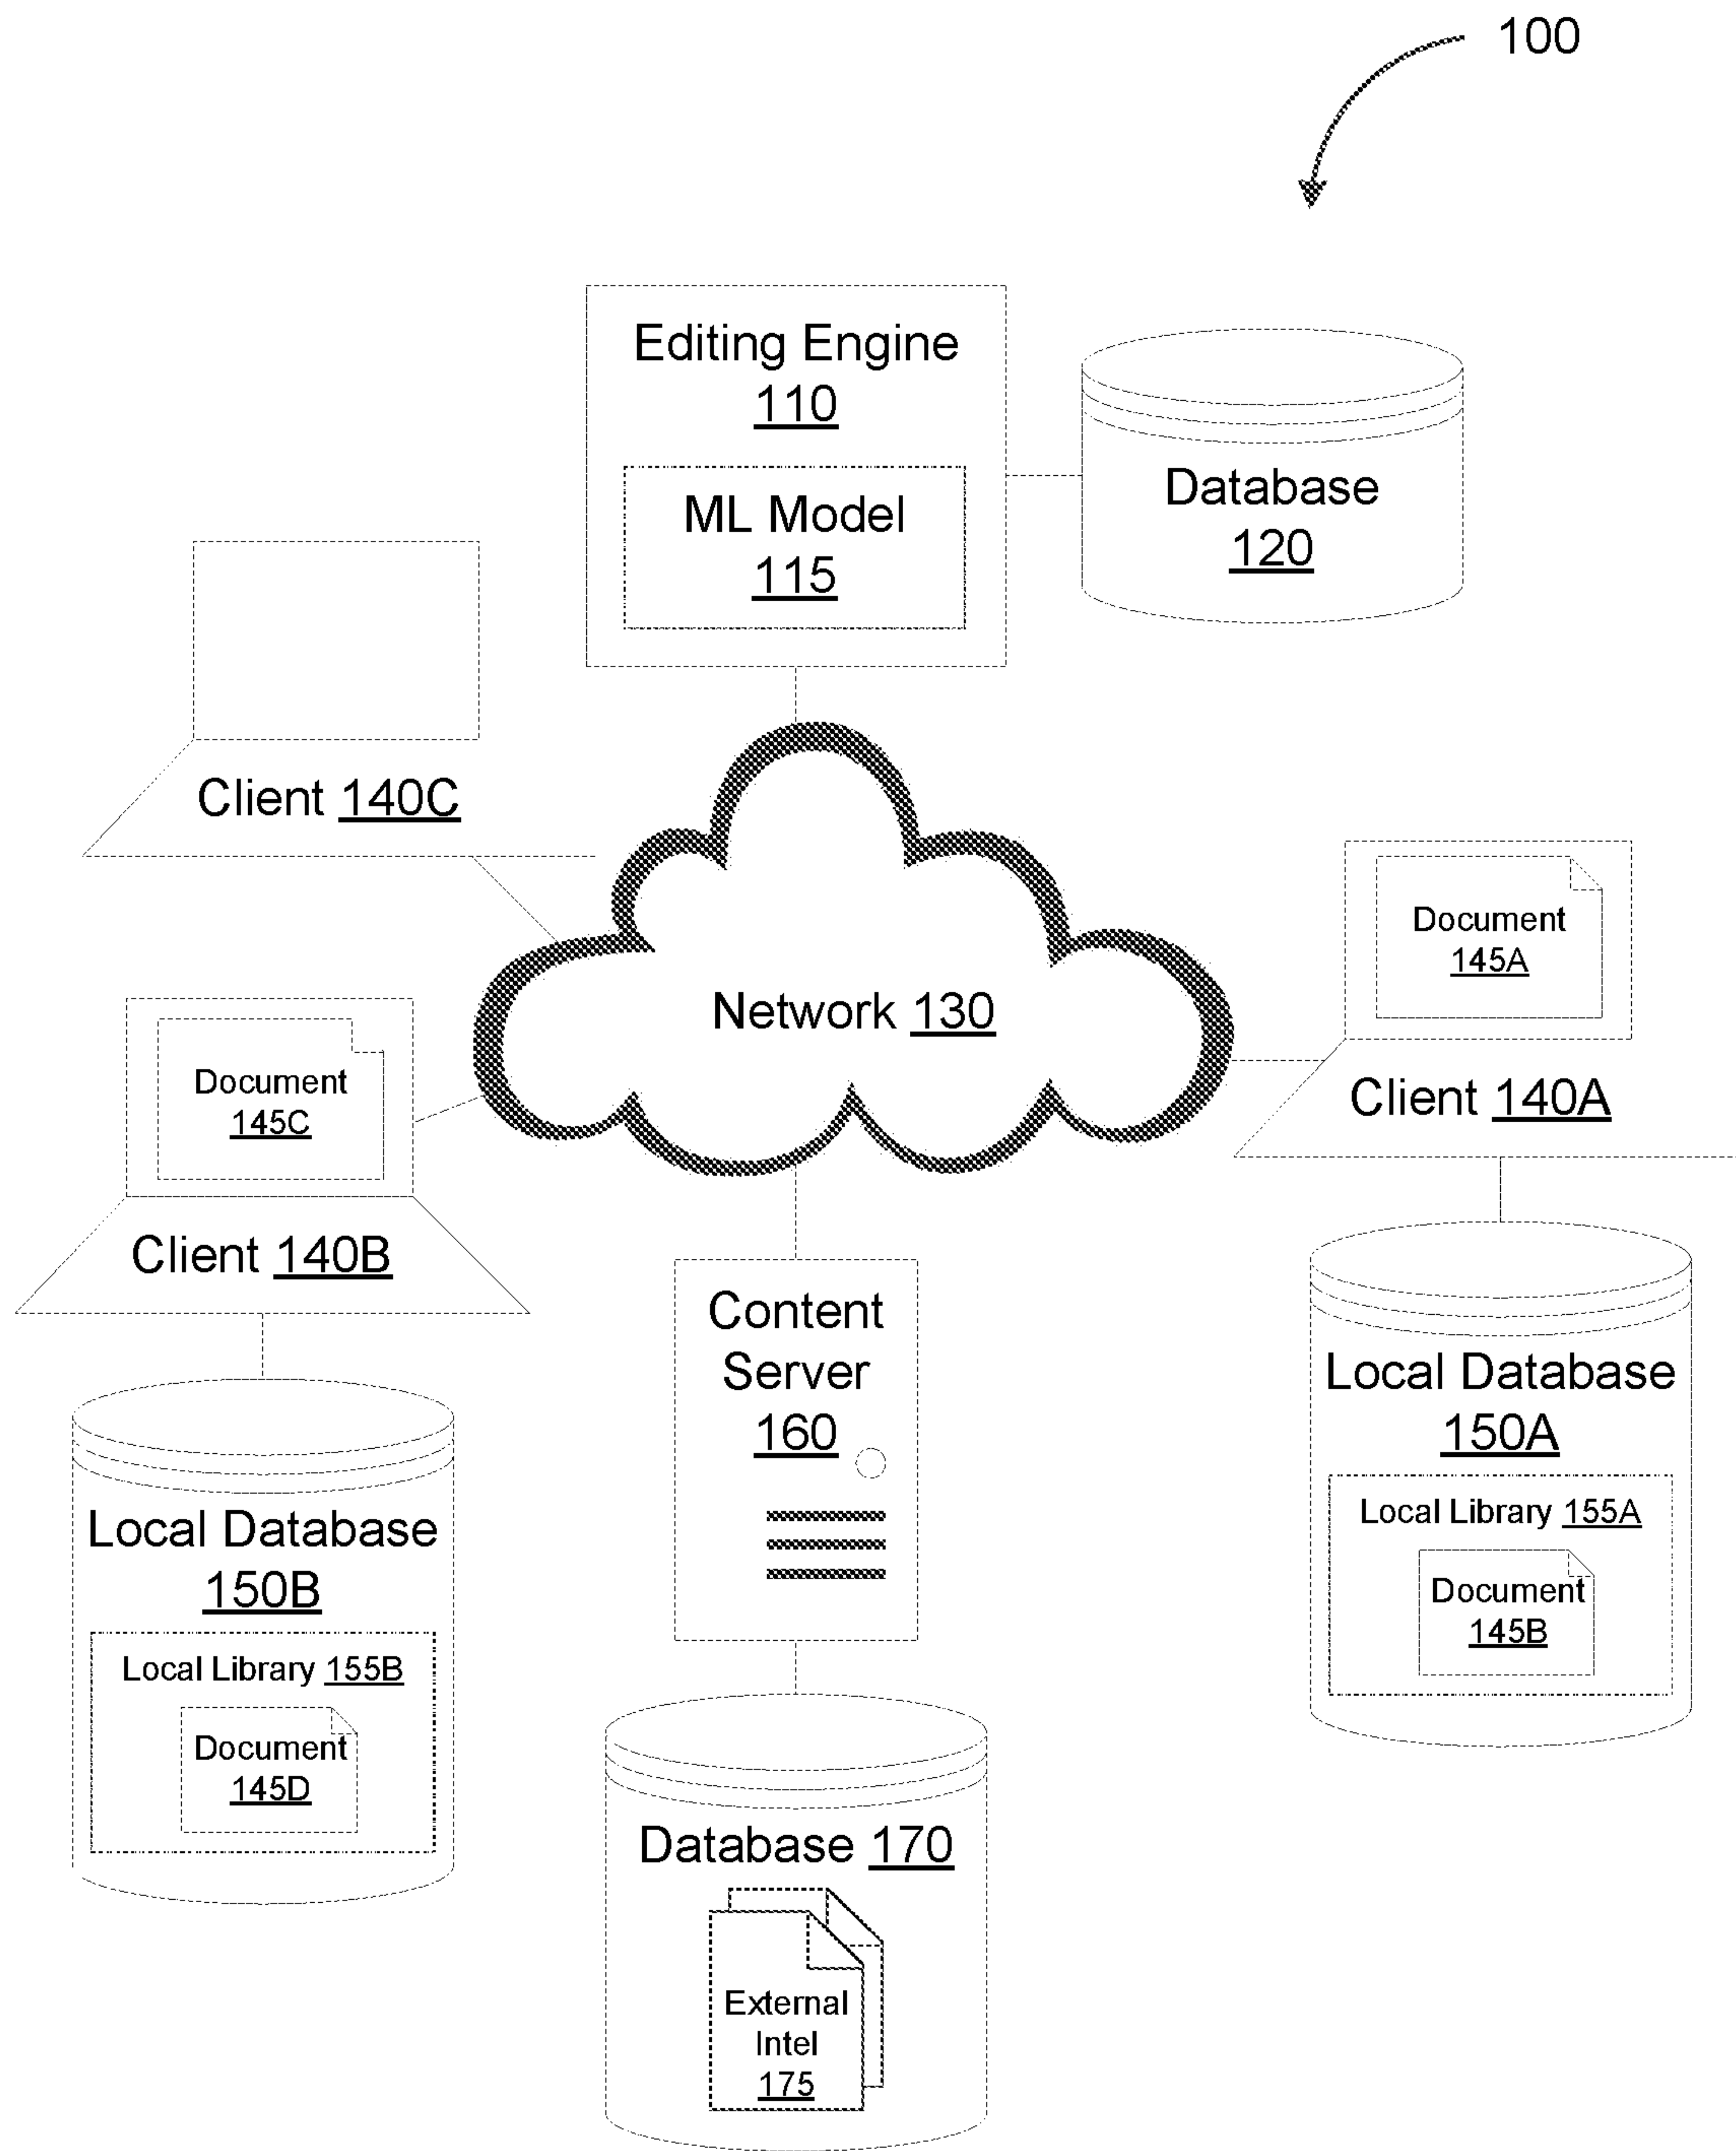 100
Editing Engine
110
ML Model
115
Database
120
Client 140C
Document
145A
Network 130
Client 140A
Document
145C
Client 140B
Content
Server
160
Local Database
150A
Local Library 155A
Document
145B
Local Database
150B
Local Library 155B
Document
145D
Database 170
External
Intel
175